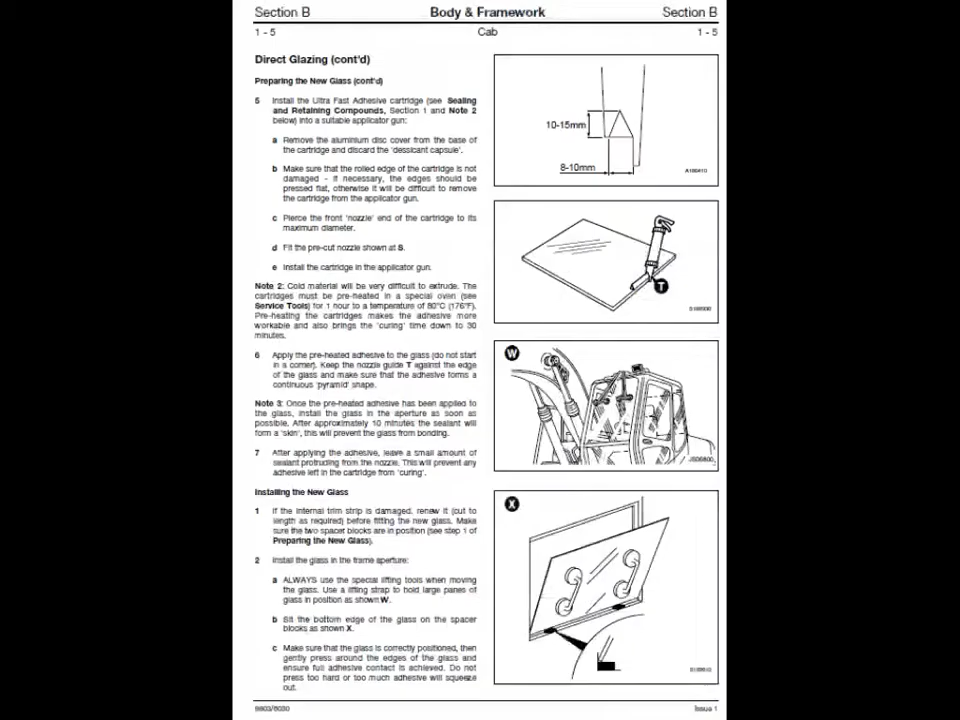 Section B Body & Framework Section B
1 - 5 Cab 1 - 5
Direct Glazing (cont'd)
Preparing the New Glass (cont'd)
5 Install the Ultra Fast Adhesive cartridge (see Sealing
and Retaining Compounds, Section 1 and Note 2
below) into a suitable applicator gun:
a Remove the aluminium disc cover from the base of
the cartridge and discard the 'dessicant capsule'.
b Make sure that the rolled edge of the cartridge is not
damaged - if necessary, the edges should be
pressed flat, otherwise it will be difficult to remove
the cartridge from the applicator gun.
c Pierce the front 'nozzle' end of the cartridge to its
maximum diameter.
d Fit the pre-cut nozzle shown at S.
e Install the cartridge in the applicator gun.
Note 2: Cold material will be very difficult to extrude. The
cartridges must be pre-heated in a special oven (see
Service Tools) for 1 hour to a temperature of 80°C (176°F).
Pre-heating the cartridges makes the adhesive more
workable and also brings the 'curing' time down to 30
minutes.
6 Apply the pre-heated adhesive to the glass (do not start
in a corner). Keep the nozzle guide T against the edge
of the glass and make sure that the adhesive forms a
continuous 'pyramid' shape.
Note 3: Once the pre-heated adhesive has been applied to
the glass, install the glass in the aperture as soon as
possible. After approximately 10 minutes the sealant will
form a 'skin', this will prevent the glass from bonding.
7 After applying the adhesive, leave a small amount of
sealant protruding from the nozzle. This will prevent any
adhesive left in the cartridge from 'curing'.
Installing the New Glass
1 If the internal trim strip is damaged, renew it (cut to
length as required) before fitting the new glass. Make
sure the two spacer blocks are in position (see step 1 of
Preparing the New Glass).
2 Install the glass in the frame aperture:
a ALWAYS use the special lifting tools when moving
the glass. Use a lifting strap to hold large panes of
glass in position as shown W.
b Sit the bottom edge of the glass on the spacer
blocks as shown X.
c Make sure that the glass is correctly positioned, then
gently press around the edges of the glass and
ensure full adhesive contact is achieved. Do not
press too hard or too much adhesive will squeeze
out.
10-15mm
8-10mm
T
W
X
9803/6030 Issue 1